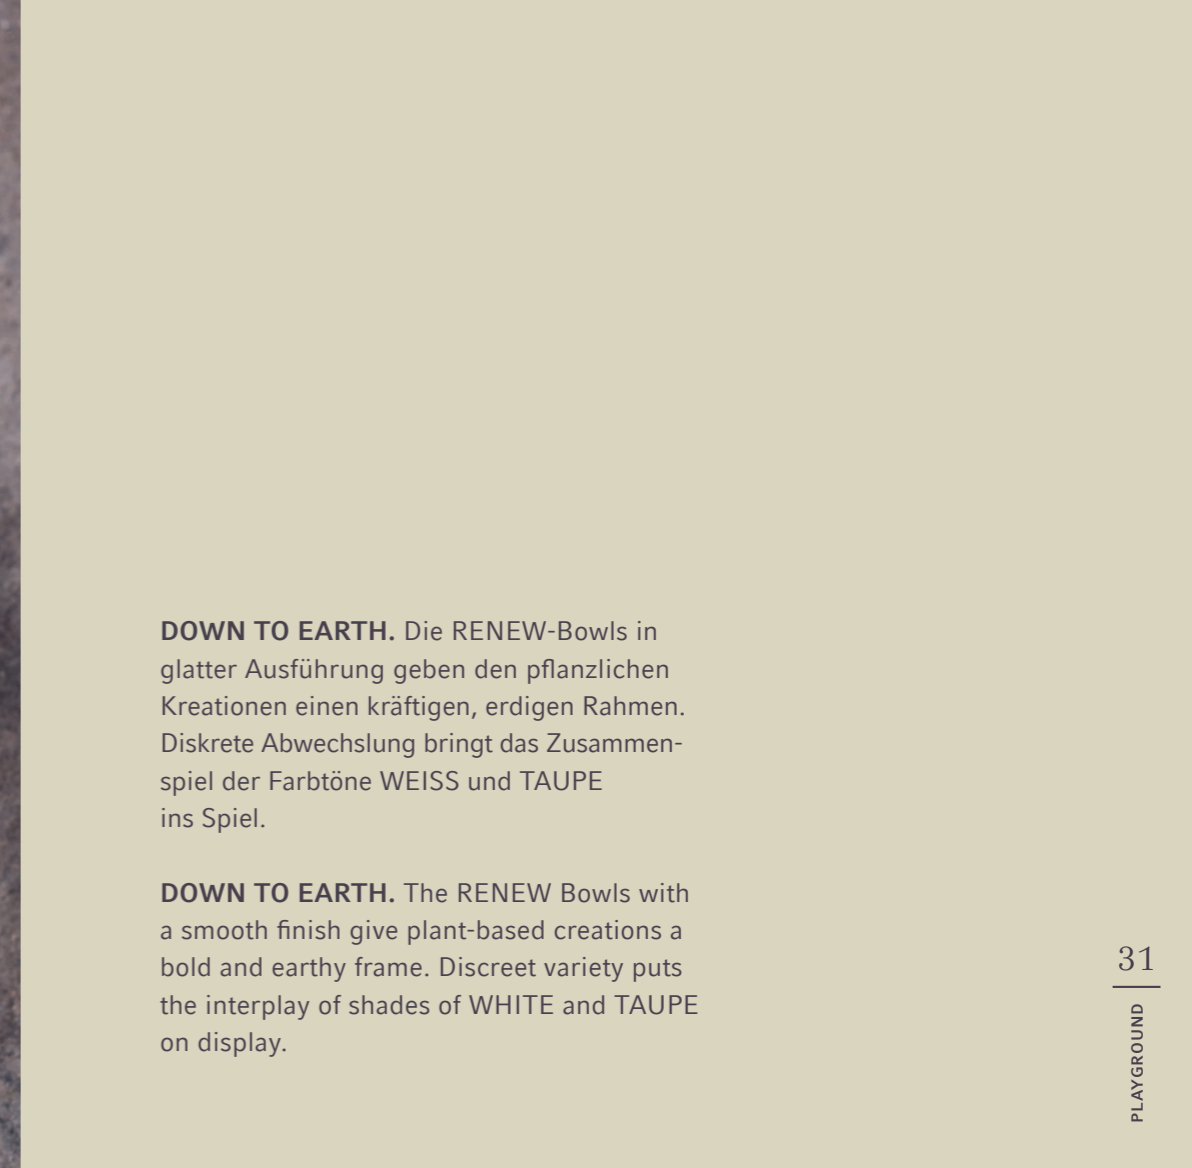 DOWN TO EARTH. Die RENEW-Bowls in
glatter Ausführung geben den pflanzlichen
Kreationen einen kräftigen, erdigen Rahmen.
Diskrete Abwechslung bringt das Zusammen-
spiel der Farbtöne WEISS und TAUPE
ins Spiel.
DOWN TO EARTH. The RENEW Bowls with
a smooth finish give plant-based creations a
bold and earthy frame. Discreet variety puts
the interplay of shades of WHITE and TAUPE
on display.
31
PLAYGROUND